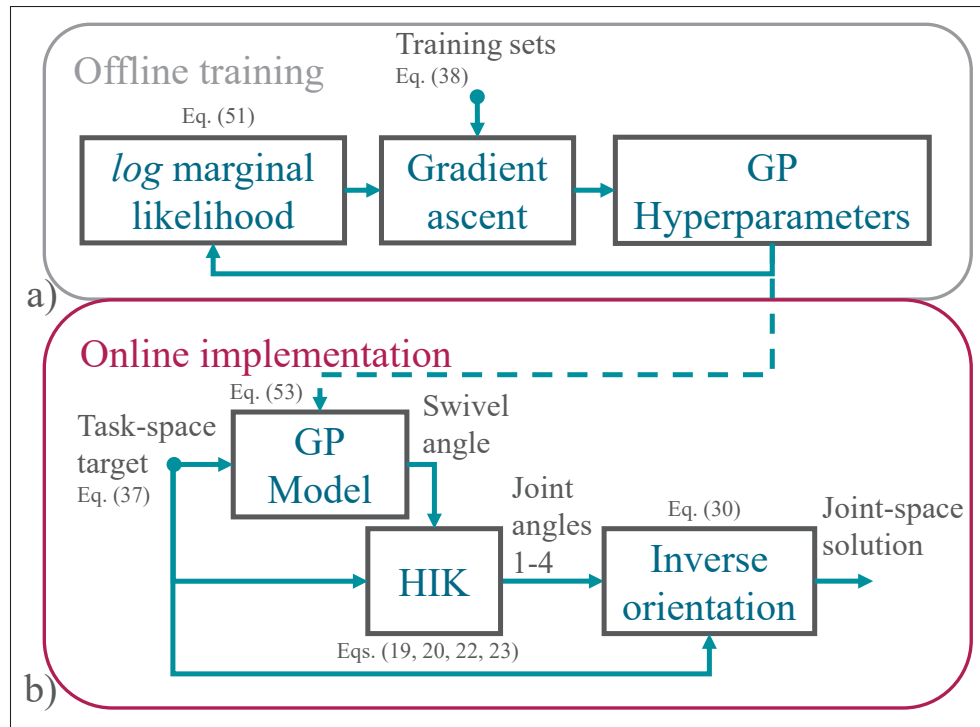 Offline training
Training sets
Eq. (38)
Eq. (51)
log marginal
likelihood
Gradient
ascent
GP
Hyperparameters
a)
Online implementation
Eq. (53)
Swivel
angle
Task-space
target
Eq. (37)
GP
Model
Joint
angles
1-4
Eq. (30)
Joint-space
solution
HIK
Inverse
orientation
Eqs. (19, 20, 22, 23)
b)